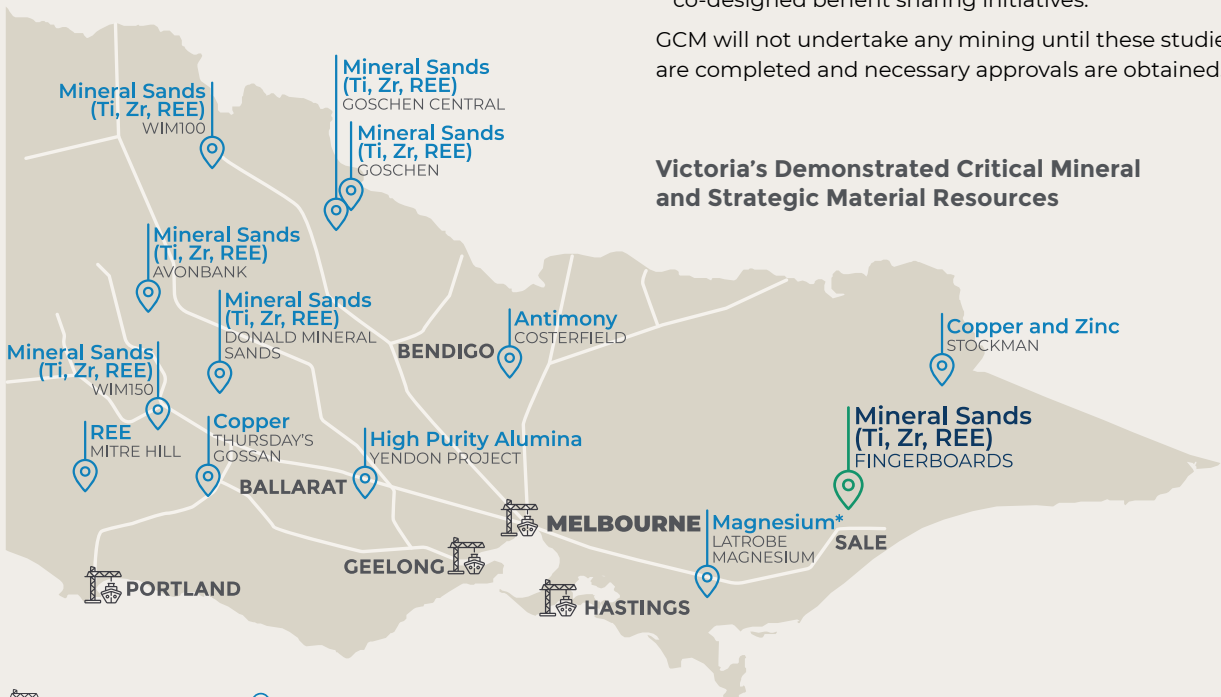 co-designed benefit sharing initiatives.
GCM will not undertake any mining until these studie
are completed and necessary approvals are obtained.
Victoria's Demonstrated Critical Mineral
and Strategic Material Resources
Mineral Sands
(Ti, Zr, REE)
WIM100
Mineral Sands
(Ti, Zr, REE)
GOSCHEN CENTRAL
Mineral Sands
(Ti, Zr, REE)
GOSCHEN
Mineral Sands
(Ti, Zr, REE)
AVONBANK
Mineral Sands
(Ti, Zr, REE)
DONALD MINERAL
SANDS
Antimony
COSTERFIELD
BENDIGO
Copper and Zinc
STOCKMAN
Mineral Sands
(Ti, Zr, REE)
WIM150
REE
MITRE HILL
Copper
THURSDAY'S
GOSSAN
High Purity Alumina
YENDON PROJECT
BALLARAT
Mineral Sands
(Ti, Zr, REE)
FINGERBOARDS
MELBOURNE
Magnesium*
LATROBE
MAGNESIUM
SALE
GEELONG
PORTLAND
HASTINGS